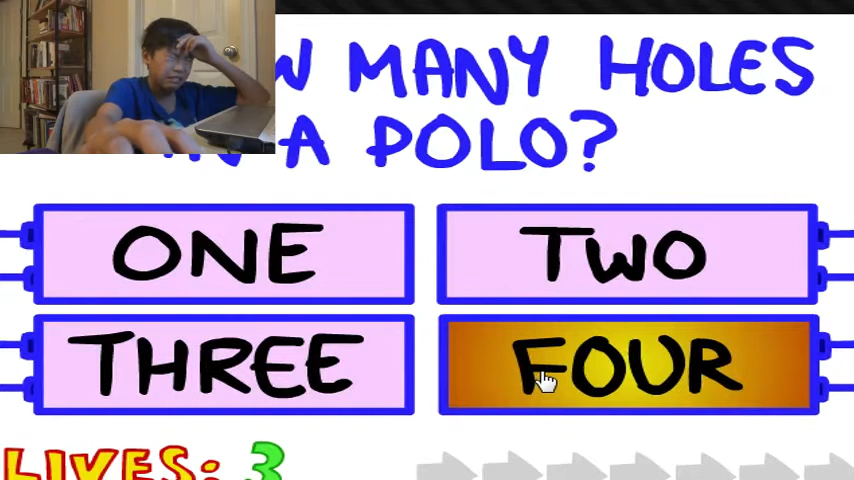 MANY HOLES
A POLO?
ONE
TWO
THREE
FOUR
LIVES: 3